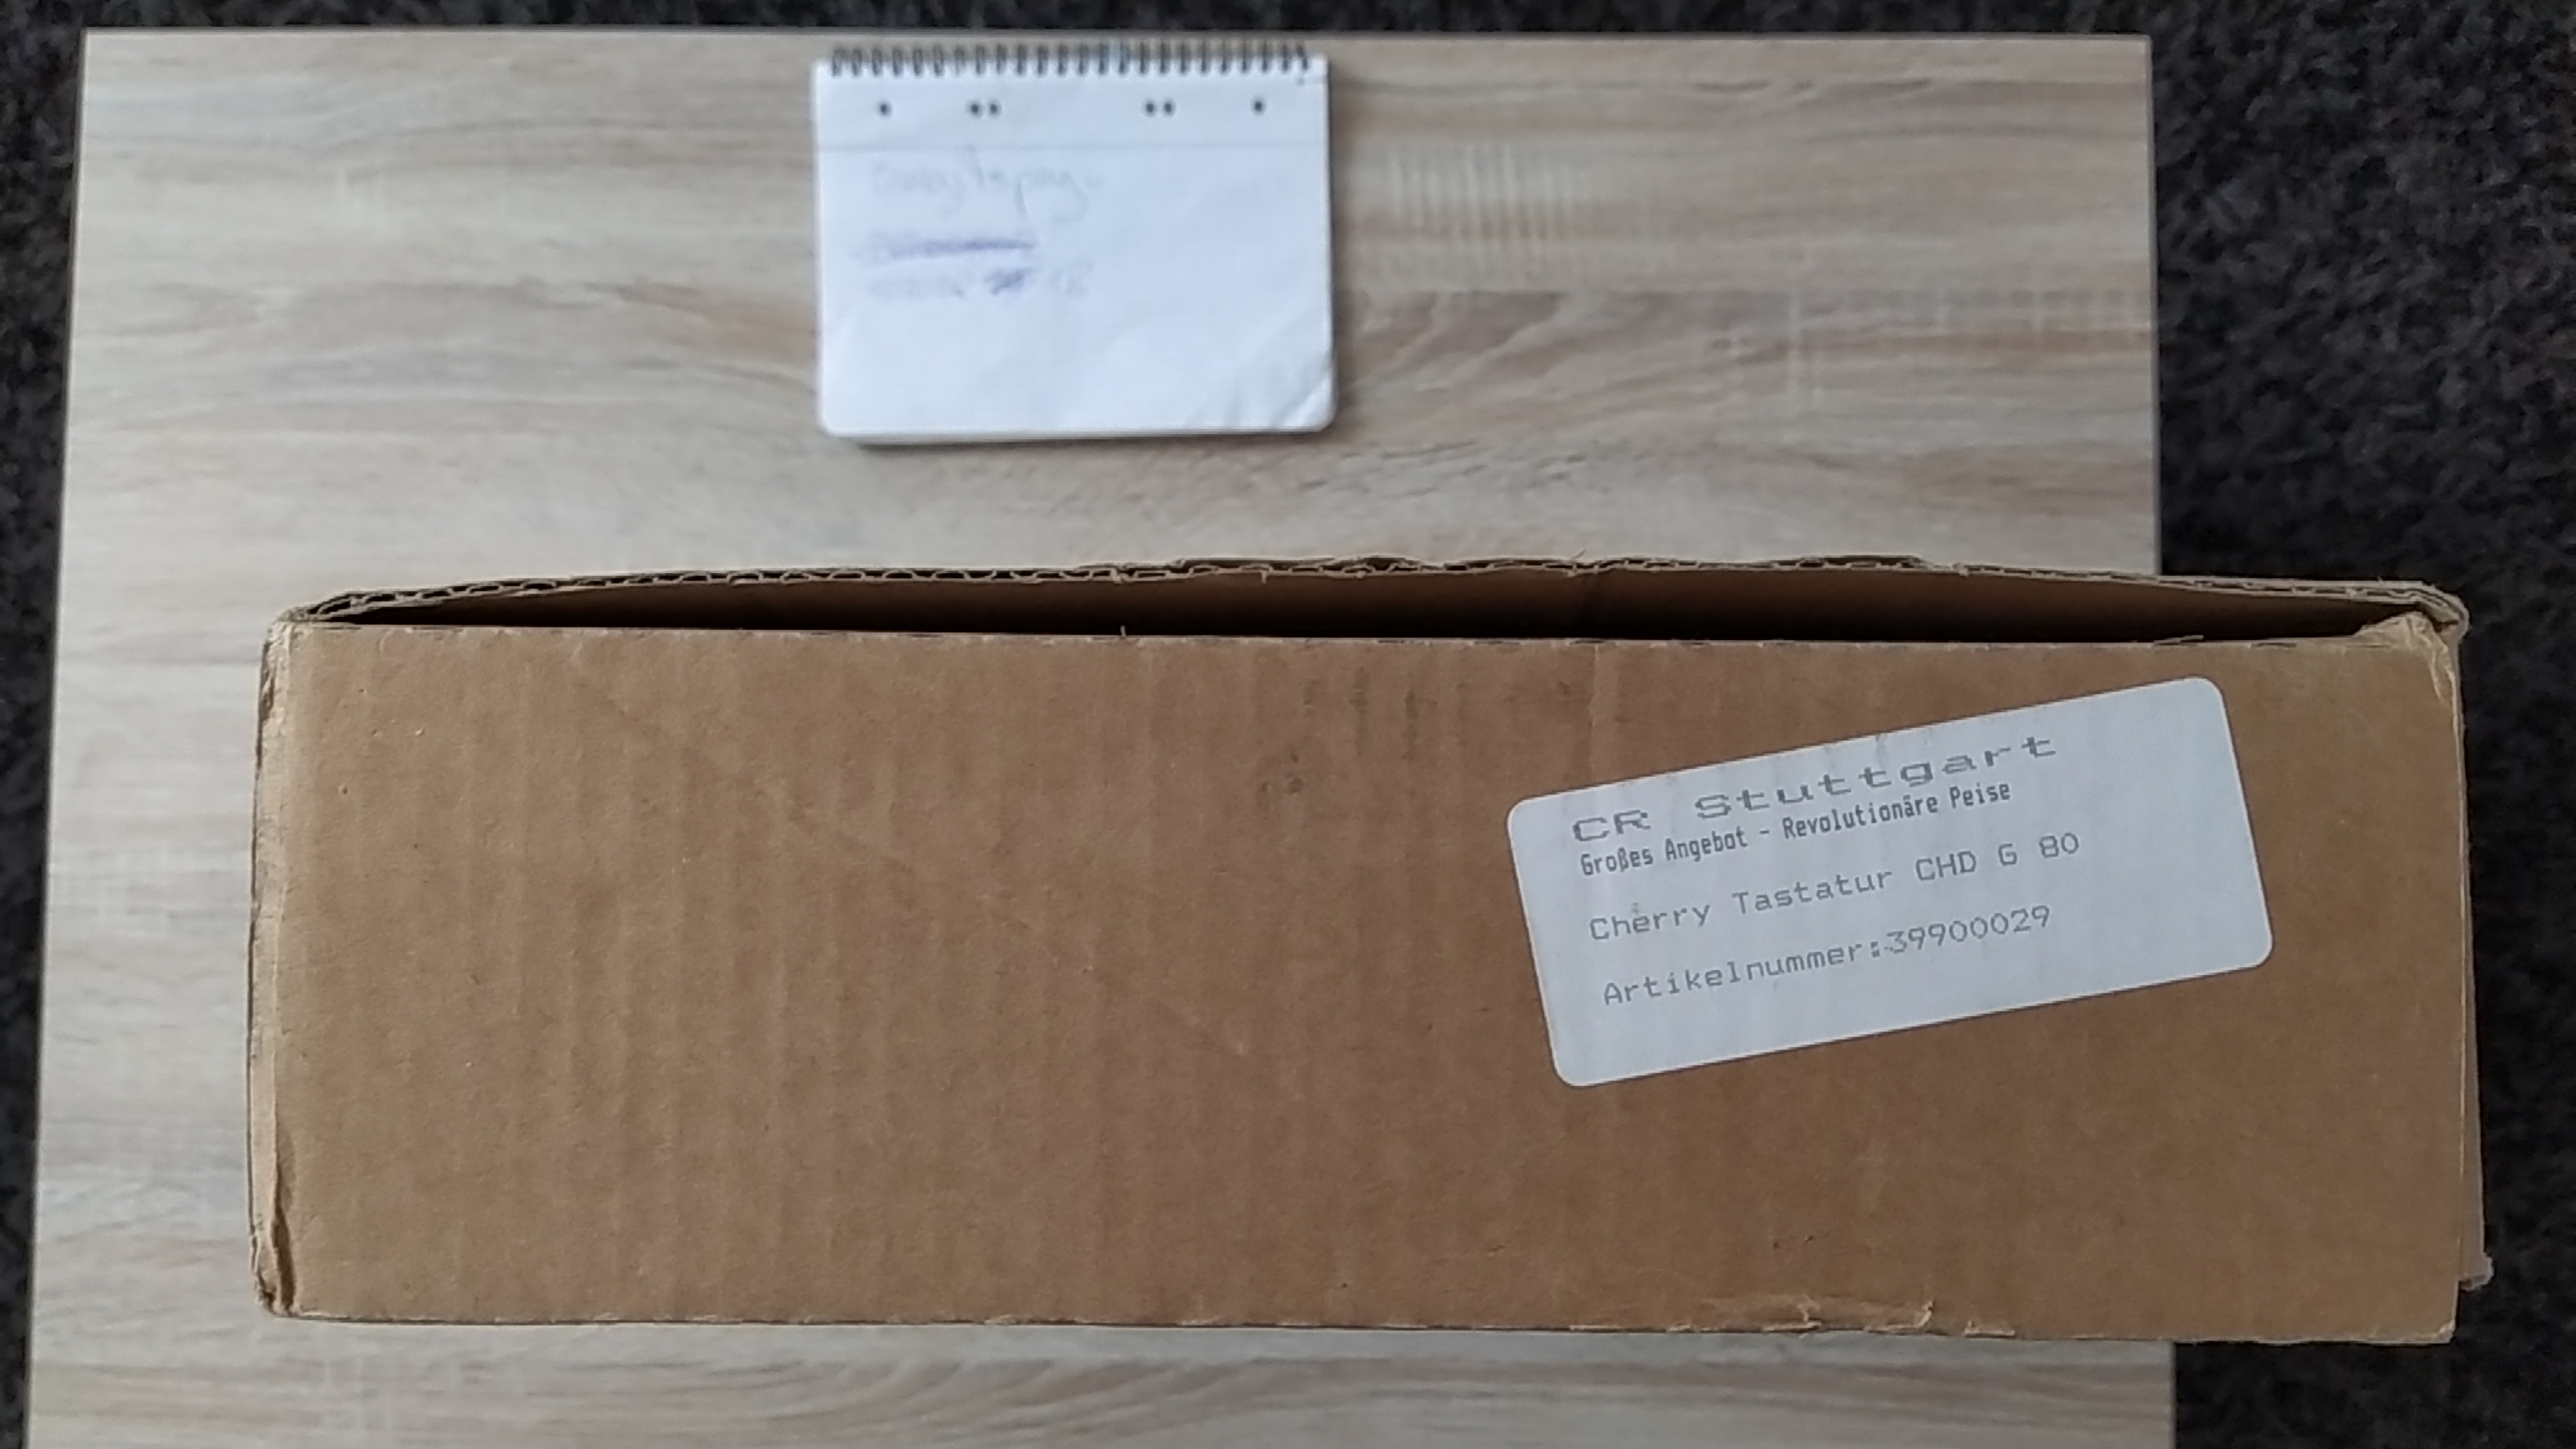 CR Stuttgart
Großes Angebot - Revolutionäre Peise
Cherry Tastatur CHD G 80
Artikelnummer:39900029